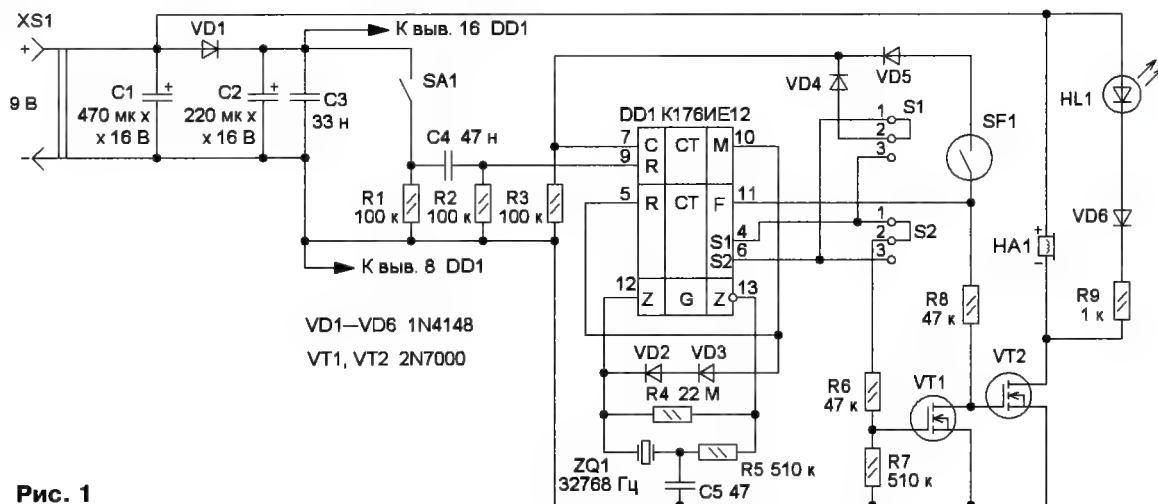 XS1
+
9 В
−
C1
470 мк х
х 16 В
VD1
+
C2
220 мк х
х 16 В
+
C3
33 н
К выв. 16 DD1
SA1
C4 47 н
R1
100 к
R2
100 к
R3
100 к
К выв. 8 DD1
DD1 К176ИЕ12
7
9
5
12
C
R
R
Z
CT
CT
G
M
F
S1
S2
Z
10
11
4
6
13
VD4
VD5
S1
1
2
3
S2
1
2
3
SF1
HL1
VD6
HA1
+
−
R9
1 к
R8
47 к
VT2
VT1
R6
47 к
R7
510 к
VD2
VD3
R4 22 М
ZQ1
32768 Гц
R5 510 к
C5 47
VD1—VD6 1N4148
VT1, VT2 2N7000
Рис. 1